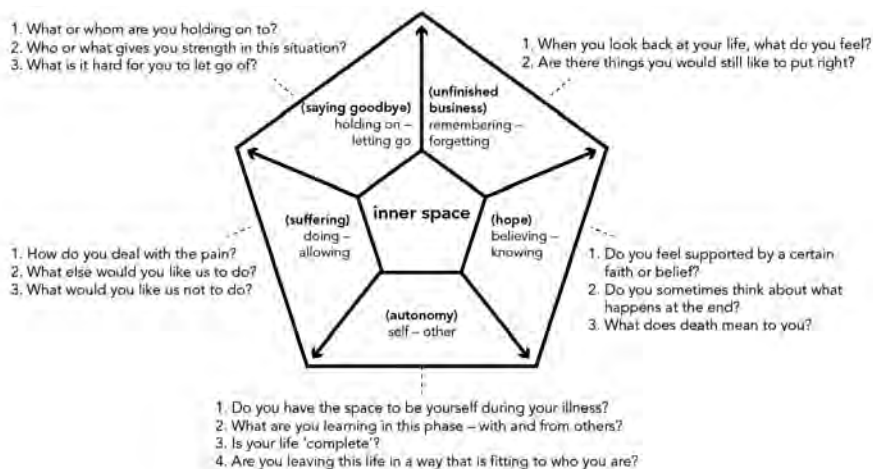 1. What or whom are you holding on to?
2. Who or what gives you strength in this situation?
3. What is it hard for you to let go of?
1. When you look back at your life, what do you feel?
2. Are there things you would still like to put right?
(saying goodbye)
holding on –
letting go
(unfinished
business)
remembering –
forgetting
inner space
(suffering)
doing –
allowing
(hope)
believing –
knowing
(autonomy)
self – other
1. How do you deal with the pain?
2. What else would you like us to do?
3. What would you like us not to do?
1. Do you feel supported by a certain
faith or belief?
2. Do you sometimes think about what
happens at the end?
3. What does death mean to you?
1. Do you have the space to be yourself during your illness?
2. What are you learning in this phase – with and from others?
3. Is your life 'complete'?
4. Are you leaving this life in a way that is fitting to who you are?